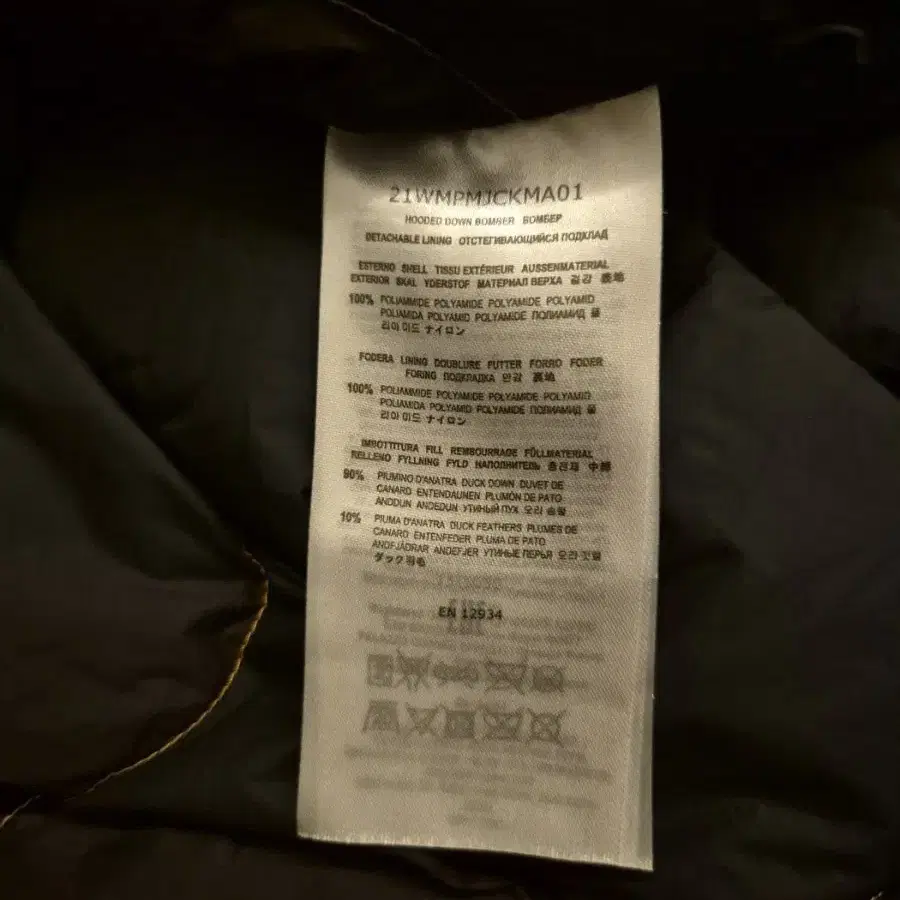 21WMPMJCKMA01
HOODED DOWN BOMBER БОМБЕР
DETACHABLE LINING ОТСТЕГИВАЮЩИЙСЯ ПОДКЛАД
ESTERNO SHELL TISSU EXTÉRIEUR AUSSENMATERIAL
EXTERIOR SKAL YDERSTOF МАТЕРИАЛ ВЕРХА 겉감 表地
100% POLIAMMIDE POLYAMIDE POLYAMIDE POLYAMID
POLIAMIDA POLYAMID POLYAMIDE ПОЛИАМИД 폴
리아미드 ナイロン
FODERA LINING DOUBLURE FUTTER FORRO FODER
FORING ПОДКЛАДКА 안감 裏地
100% POLIAMMIDE POLYAMIDE POLYAMIDE POLYAMID
POLIAMIDA POLYAMID POLYAMIDE ПОЛИАМИД 폴
리아미드 ナイロン
IMBOTTITURA FILL REMBOURRAGE FÜLLMATERIAL
RELLENO FYLLNING FYLD НАПОЛНИТЕЛЬ 충전재 中綿
90% PIUMINO D'ANATRA DUCK DOWN DUVET DE
CANARD ENTENDAUNEN PLUMÓN DE PATO
ANDDUN ANDEDUN УТИНЫЙ ПУХ 오리 솜털
10% PIUMA D'ANATRA DUCK FEATHERS PLUMES DE
CANARD ENTENFEDER PLUMA DE PATO
ANDFJÄDRAR ANDEFJER УТИНЫЕ ПЕРЬЯ 오리 깃털
ダック羽毛
EN 12934